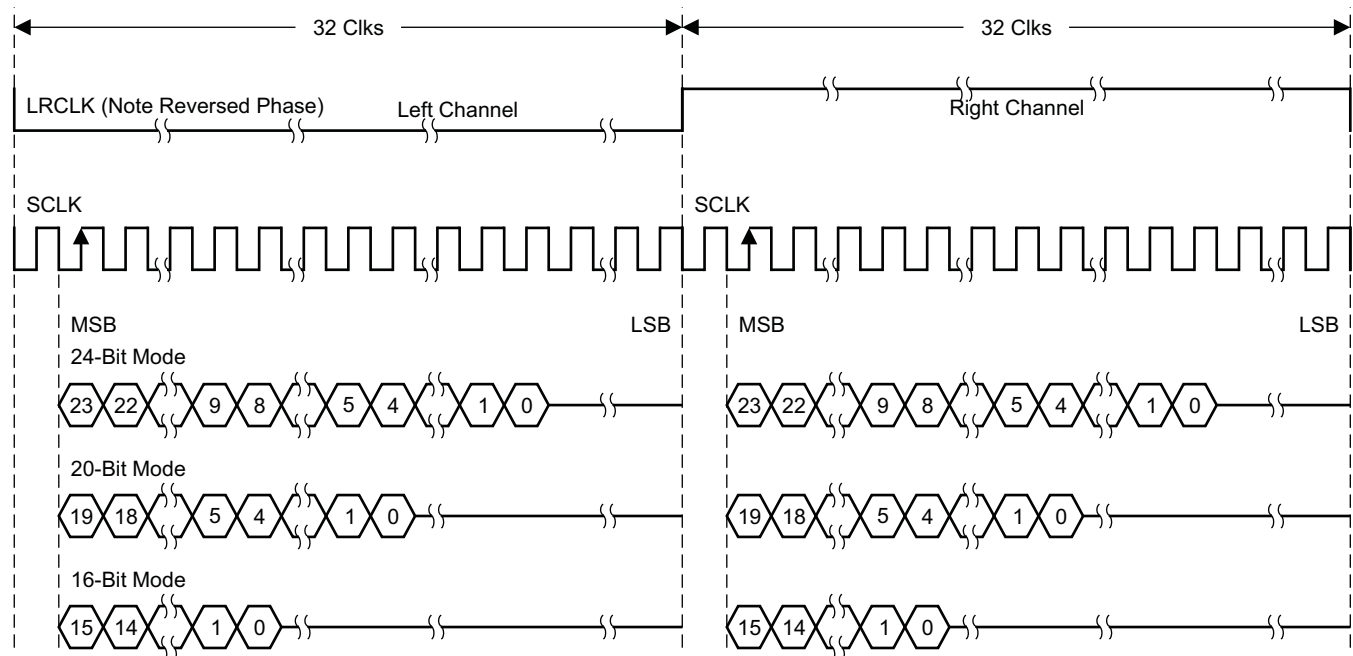 32 Clks 32 Clks
LRCLK (Note Reversed Phase) Left Channel Right Channel
SCLK SCLK
MSB LSB MSB LSB
24-Bit Mode
23 22 9 8 5 4 1 0 23 22 9 8 5 4 1 0
20-Bit Mode
19 18 5 4 1 0 19 18 5 4 1 0
16-Bit Mode
15 14 1 0 15 14 1 0